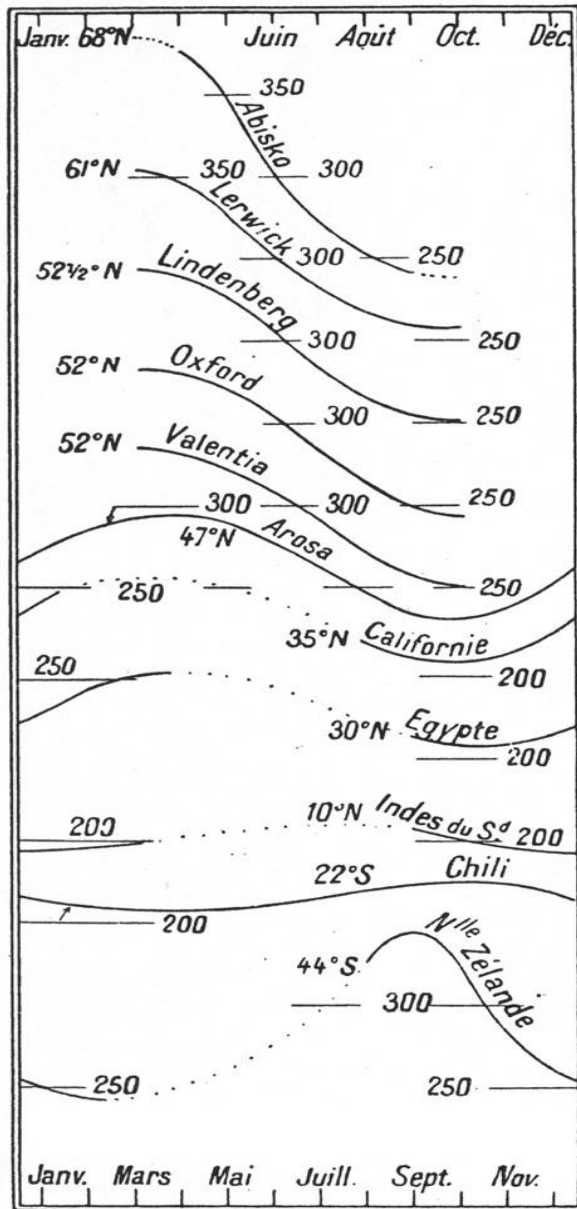 Janv. 68°N Juin Août Oct. Déc.
350
Abisko
61°N 350 300
Lerwick
300 250
52½° N Lindenberg
300 250
52°N Oxford
300 250
52°N Valentia
300 300 250
47°N Arosa
250 250
35°N Californie
250 200
30°N Egypte
200
10°N Indes du Sd 200
200
22°S Chili
200
44°S Nlle Zélande
300
250 250
Janv. Mars Mai Juill. Sept. Nov.